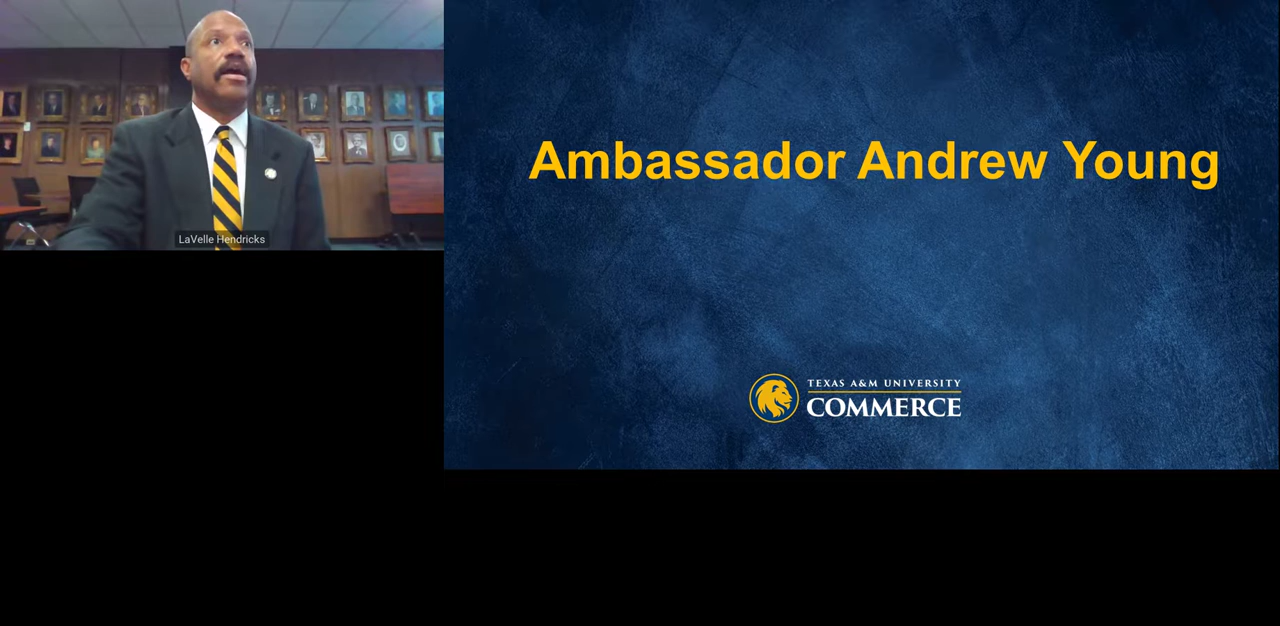 LaVelle Hendricks
Ambassador Andrew Young
TEXAS A&M UNIVERSITY
COMMERCE